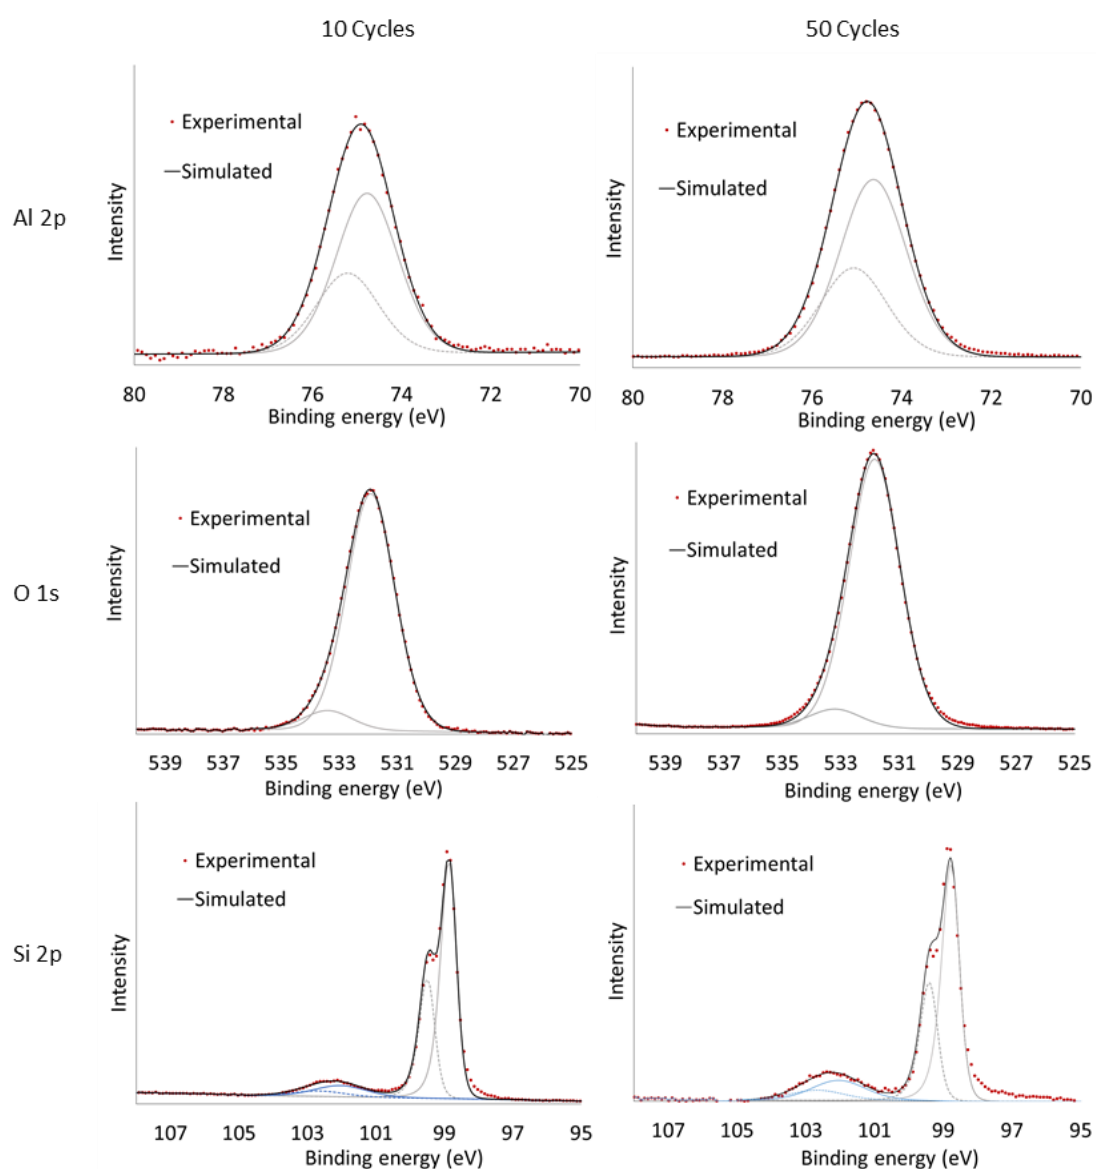 10 Cycles
50 Cycles
Al 2p
Intensity
Experimental
Simulated
80 78 76 74 72 70
Binding energy (eV)
Intensity
Experimental
Simulated
80 78 76 74 72 70
Binding energy (eV)
O 1s
Intensity
Experimental
Simulated
539 537 535 533 531 529 527 525
Binding energy (eV)
Intensity
Experimental
Simulated
539 537 535 533 531 529 527 525
Binding energy (eV)
Si 2p
Intensity
Experimental
Simulated
107 105 103 101 99 97 95
Binding energy (eV)
Intensity
Experimental
Simulated
107 105 103 101 99 97 95
Binding energy (eV)